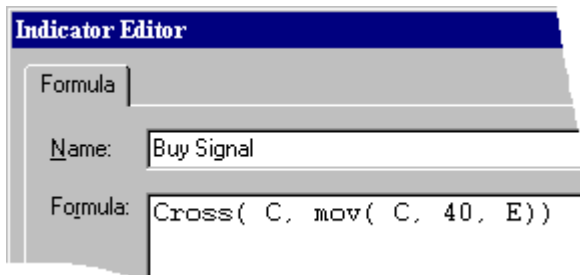 Indicator Editor
Formula
Name: Buy Signal
Formula: Cross( C, mov( C, 40, E))